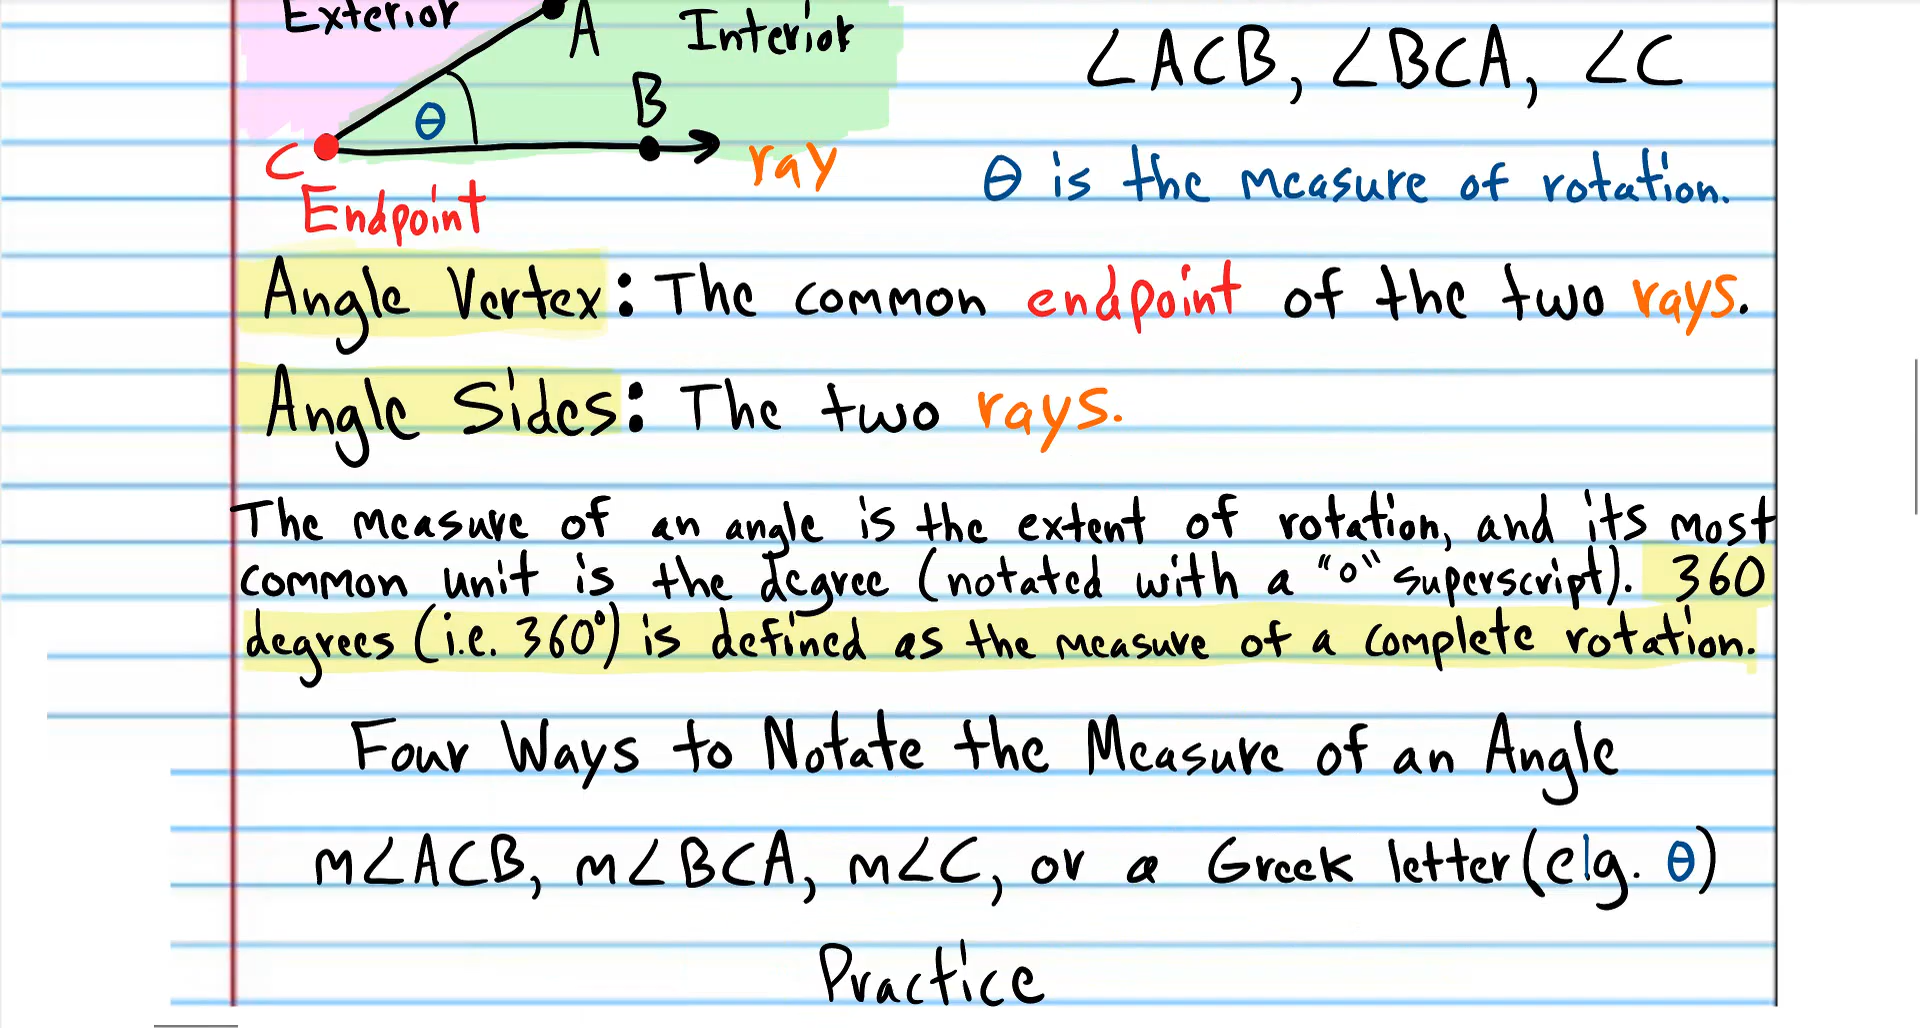 Exterior
A
Interior
∠ACB, ∠BCA, ∠C
θ
B
C
ray
θ is the measure of rotation.
Endpoint
Angle Vertex: The common endpoint of the two rays.
Angle Sides: The two rays.
The measure of an angle is the extent of rotation, and its most
common unit is the degree (notated with a "o" superscript). 360
degrees (i.e. 360°) is defined as the measure of a complete rotation.
Four Ways to Notate the Measure of an Angle
m∠ACB, m∠BCA, m∠C, or a Greek letter (e.g. θ)
Practice